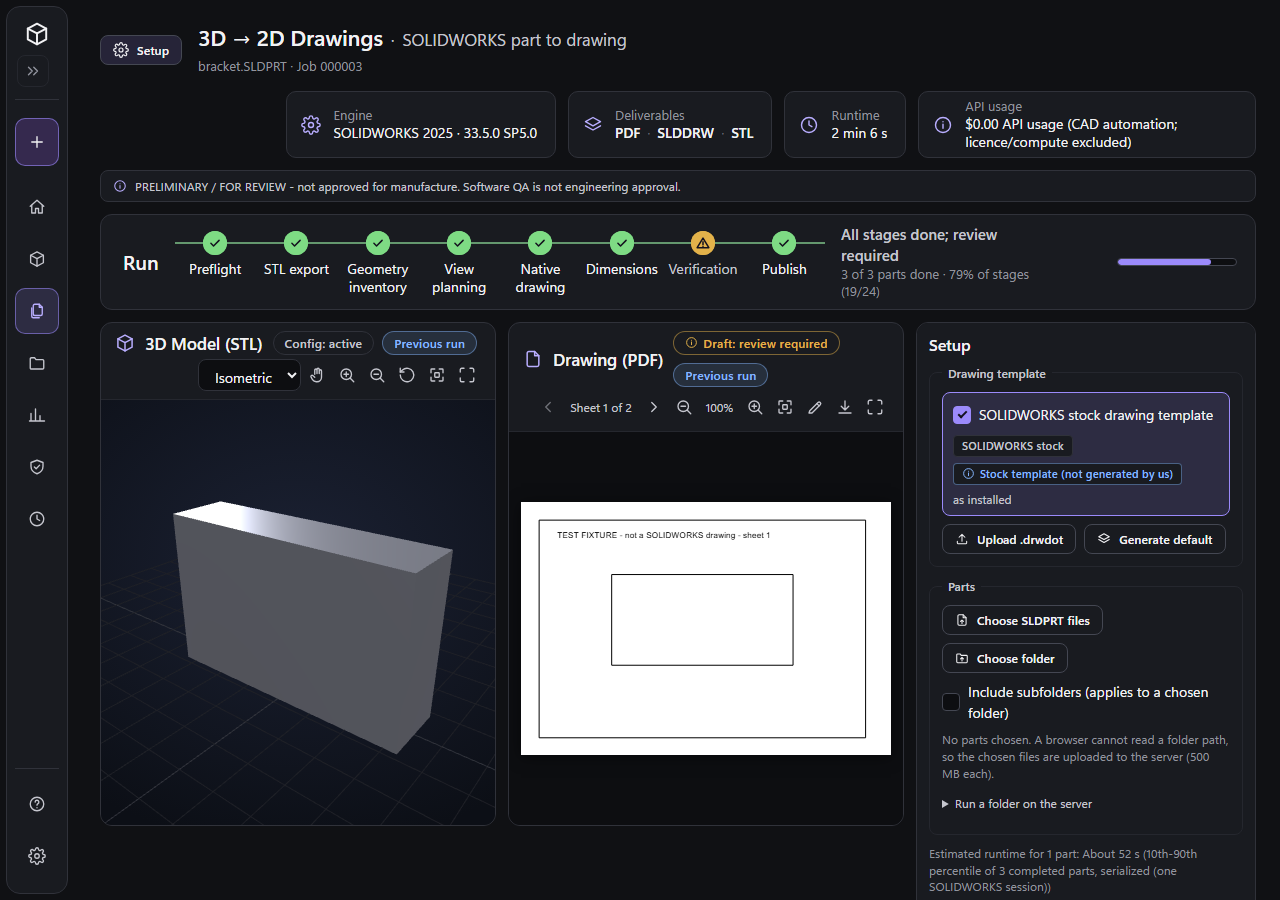 Setup
3D → 2D Drawings · SOLIDWORKS part to drawing
bracket.SLDPRT · Job 000003
Engine
SOLIDWORKS 2025 · 33.5.0 SP5.0
Deliverables
PDF · SLDDRW · STL
Runtime
2 min 6 s
API usage
$0.00 API usage (CAD automation;
licence/compute excluded)
PRELIMINARY / FOR REVIEW - not approved for manufacture. Software QA is not engineering approval.
Run
Preflight
STL export
Geometry
inventory
View
planning
Native
drawing
Dimensions
Verification
Publish
All stages done; review
required
3 of 3 parts done · 79% of stages
(19/24)
3D Model (STL)
Config: active
Previous run
Isometric
Drawing (PDF)
Draft: review required
Previous run
Sheet 1 of 2
100%
TEST FIXTURE - not a SOLIDWORKS drawing - sheet 1
Setup
Drawing template
SOLIDWORKS stock drawing template
SOLIDWORKS stock
Stock template (not generated by us)
as installed
Upload .drwdot
Generate default
Parts
Choose SLDPRT files
Choose folder
Include subfolders (applies to a chosen
folder)
No parts chosen. A browser cannot read a folder path,
so the chosen files are uploaded to the server (500
MB each).
Run a folder on the server
Estimated runtime for 1 part: About 52 s (10th-90th
percentile of 3 completed parts, serialized (one
SOLIDWORKS session))